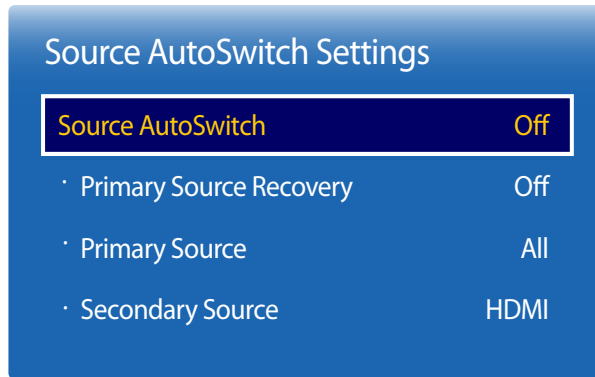 Source AutoSwitch Settings
Source AutoSwitch Off
· Primary Source Recovery Off
· Primary Source All
· Secondary Source HDMI